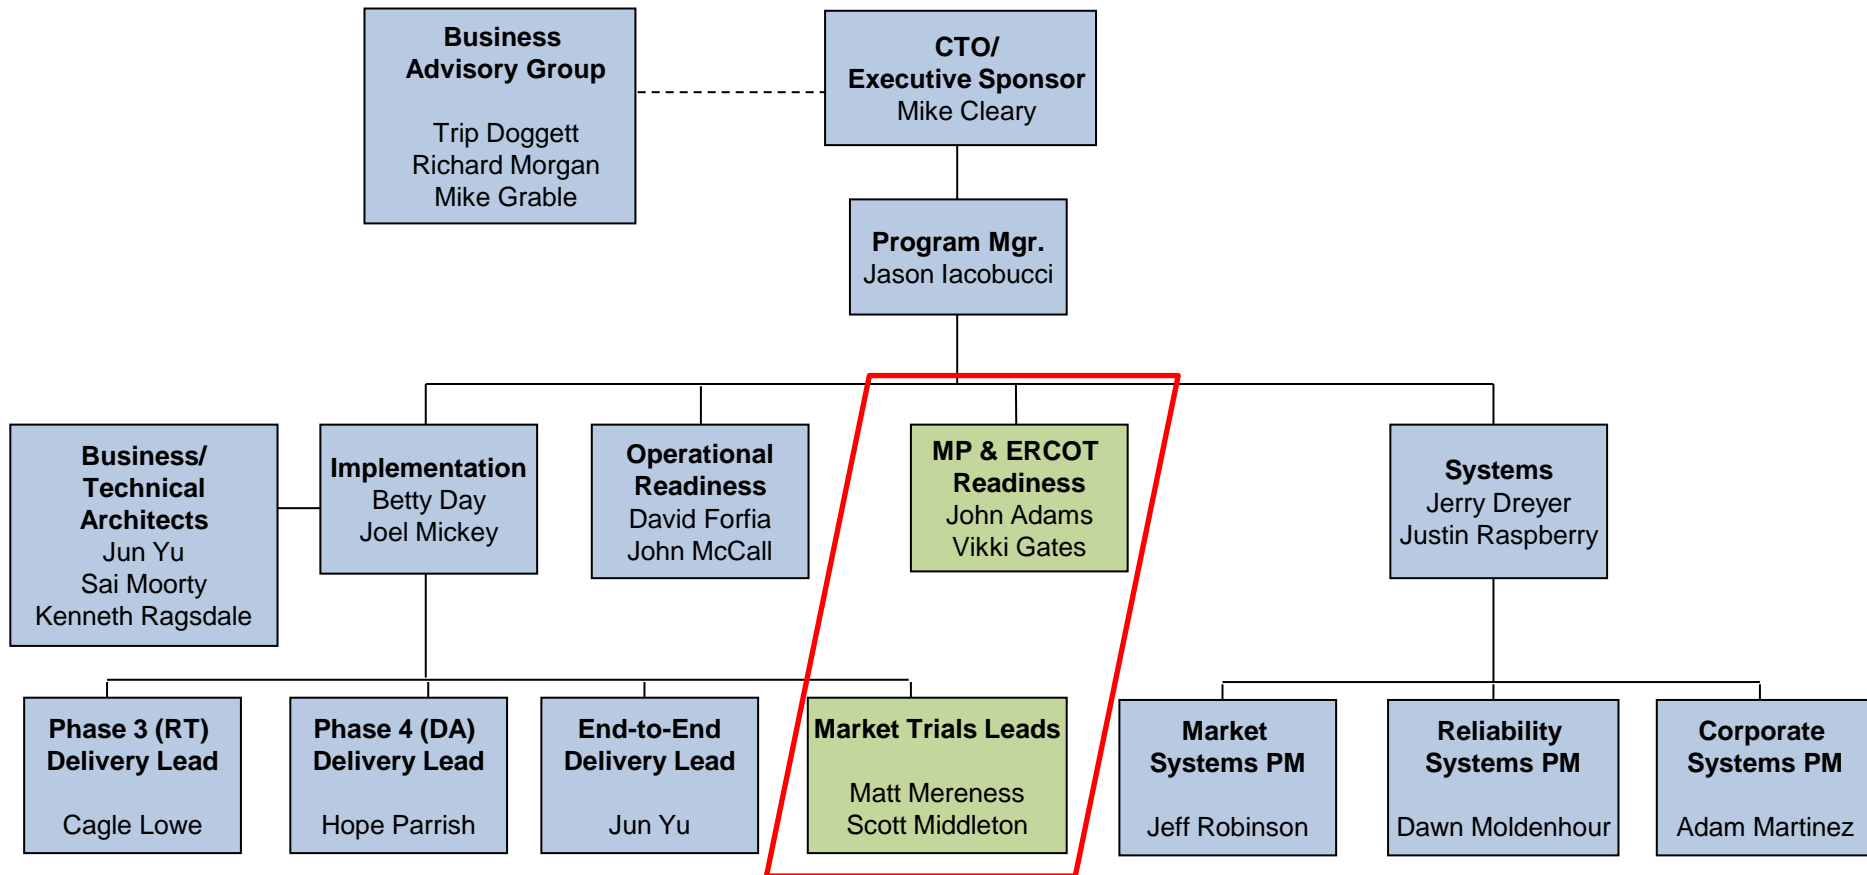 Business
Advisory Group
Trip Doggett
Richard Morgan
Mike Grable
CTO/
Executive Sponsor
Mike Cleary
Program Mgr.
Jason Iacobucci
Business/
Technical
Architects
Jun Yu
Sai Moorty
Kenneth Ragsdale
Implementation
Betty Day
Joel Mickey
Operational
Readiness
David Forfia
John McCall
MP & ERCOT
Readiness
John Adams
Vikki Gates
Systems
Jerry Dreyer
Justin Raspberry
Phase 3 (RT)
Delivery Lead
Cagle Lowe
Phase 4 (DA)
Delivery Lead
Hope Parrish
End-to-End
Delivery Lead
Jun Yu
Market Trials Leads
Matt Mereness
Scott Middleton
Market
Systems PM
Jeff Robinson
Reliability
Systems PM
Dawn Moldenhour
Corporate
Systems PM
Adam Martinez